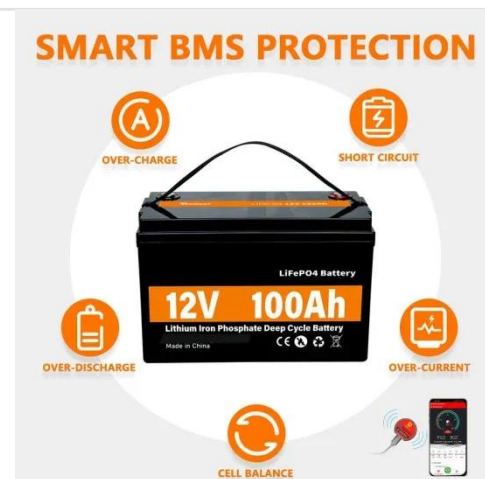 SMART BMS PROTECTION
OVER-CHARGE
SHORT CIRCUIT
LiFePO4 Battery
12V 100Ah
Lithium Iron Phosphate Deep Cycle Battery
Made in China
CE
OVER-DISCHARGE
OVER-CURRENT
CELL BALANCE